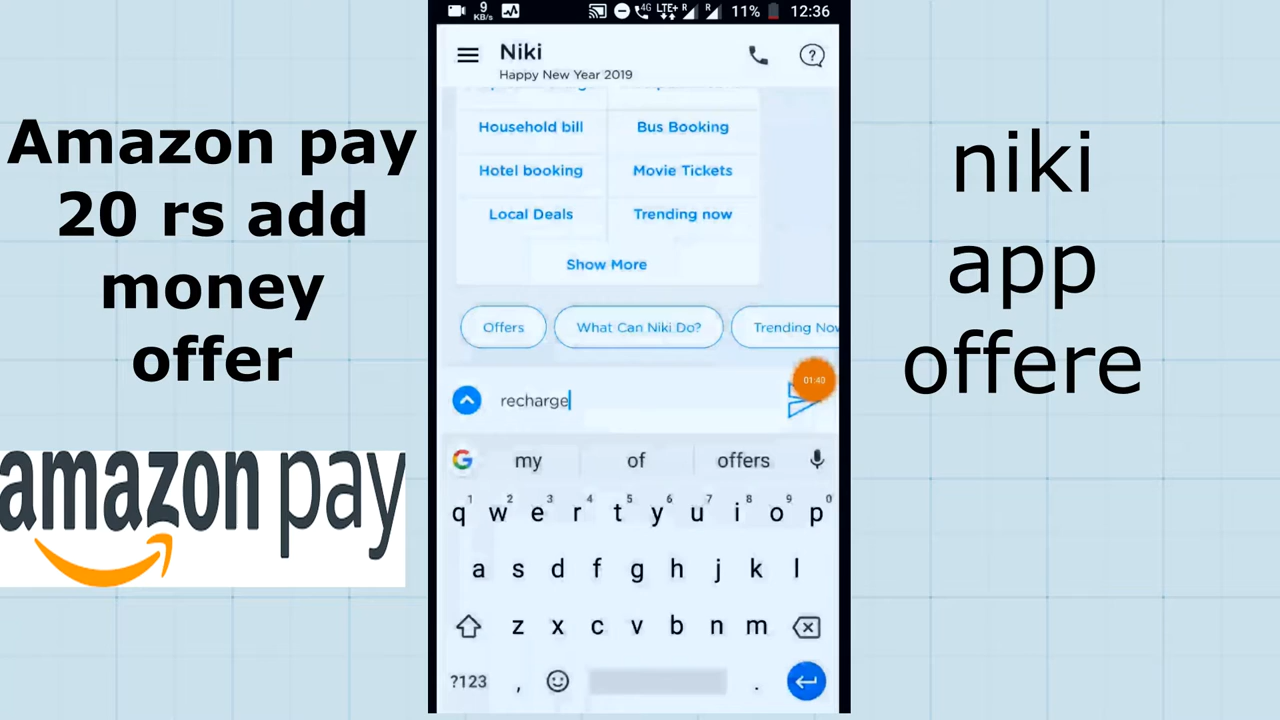 Amazon pay
20 rs add
money
offer
amazon pay
9
KB/s
4G
LTE+
R
R
11%
12:36
Niki
Happy New Year 2019
?
Household bill
Bus Booking
Hotel booking
Movie Tickets
Local Deals
Trending now
Show More
Offers
What Can Niki Do?
Trending Now
01:40
recharge
G
my
of
offers
1 2 3 4 5 6 7 8 9 0
q w e r t y u i o p
a s d f g h j k l
z x c v b n m
?123
,
.
niki
app
offere